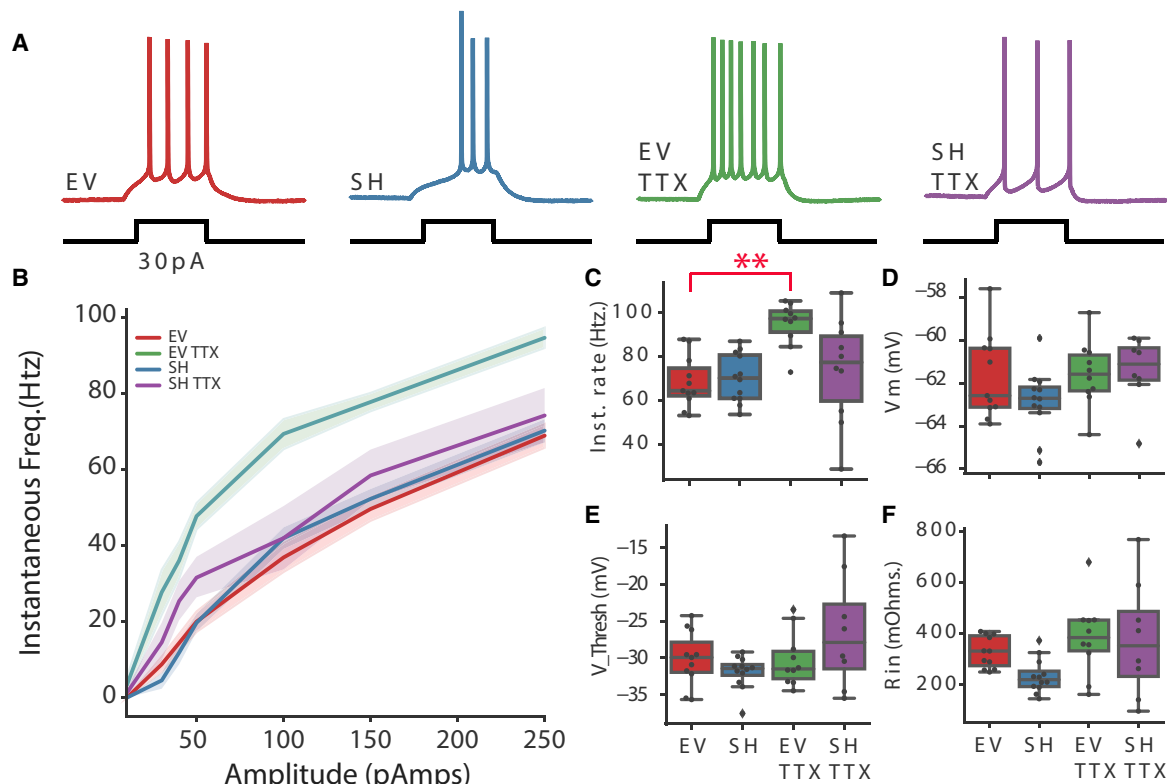 A
EV
SH
EV
TTX
SH
TTX
30pA
B
Instantaneous Freq.(Htz)
100
80
60
40
20
0
EV
EV TTX
SH
SH TTX
50
100
150
200
250
Amplitude (pAmps)
C
**
Inst. rate (Htz.)
100
80
60
40
D
Vm (mV)
−58
−60
−62
−64
−66
E
V_Thresh (mV)
−15
−20
−25
−30
−35
EV
SH
EV
TTX
SH
TTX
F
Rin (mOhms.)
800
600
400
200
EV
SH
EV
TTX
SH
TTX